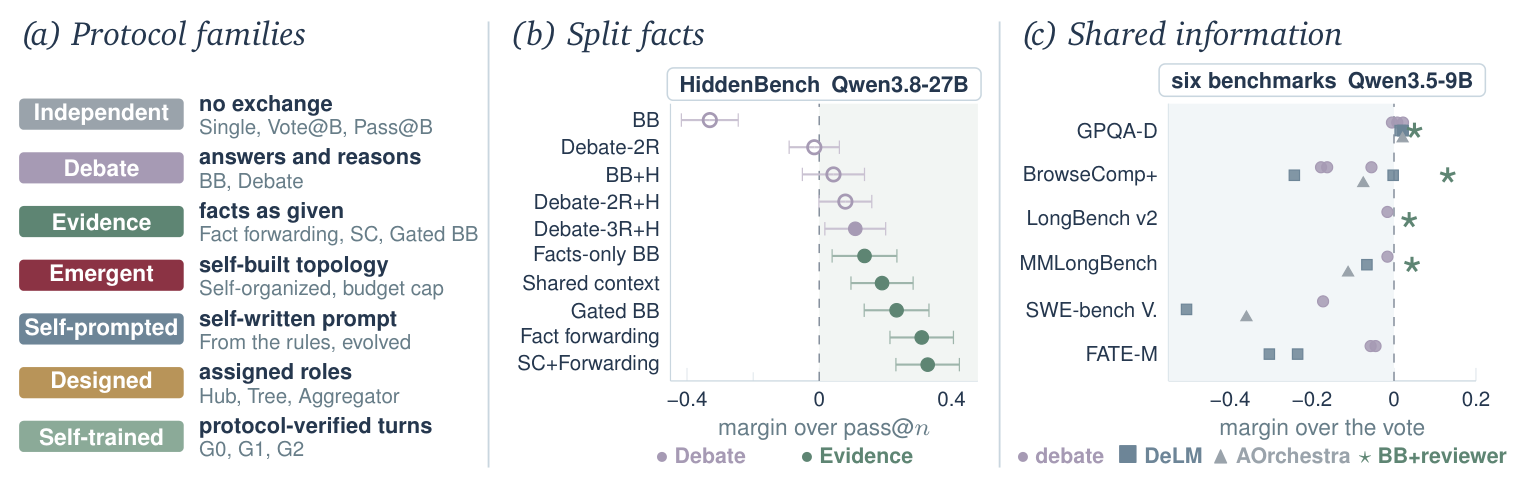 (a) Protocol families
Independent
no exchange
Single, Vote@B, Pass@B
Debate
answers and reasons
BB, Debate
Evidence
facts as given
Fact forwarding, SC, Gated BB
Emergent
self-built topology
Self-organized, budget cap
Self-prompted
self-written prompt
From the rules, evolved
Designed
assigned roles
Hub, Tree, Aggregator
Self-trained
protocol-verified turns
G0, G1, G2
(b) Split facts
HiddenBench Qwen3.8-27B
BB
Debate-2R
BB+H
Debate-2R+H
Debate-3R+H
Facts-only BB
Shared context
Gated BB
Fact forwarding
SC+Forwarding
−0.4 0 0.4
margin over pass@n
Debate Evidence
(c) Shared information
six benchmarks Qwen3.5-9B
GPQA-D
BrowseComp+
LongBench v2
MMLongBench
SWE-bench V.
FATE-M
−0.4 −0.2 0 0.2
margin over the vote
debate DeLM AOrchestra BB+reviewer